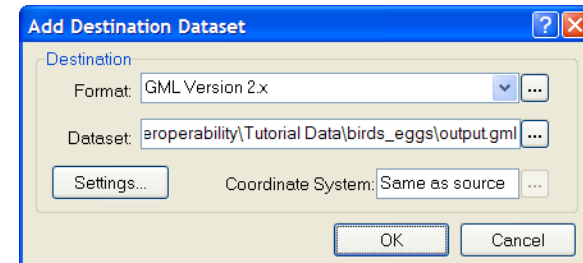 Add Destination Dataset
Destination
Format: GML Version 2.x ...
Dataset: eroperability\Tutorial Data\birds_eggs\output.gml ...
Settings... Coordinate System: Same as source ...
OK Cancel